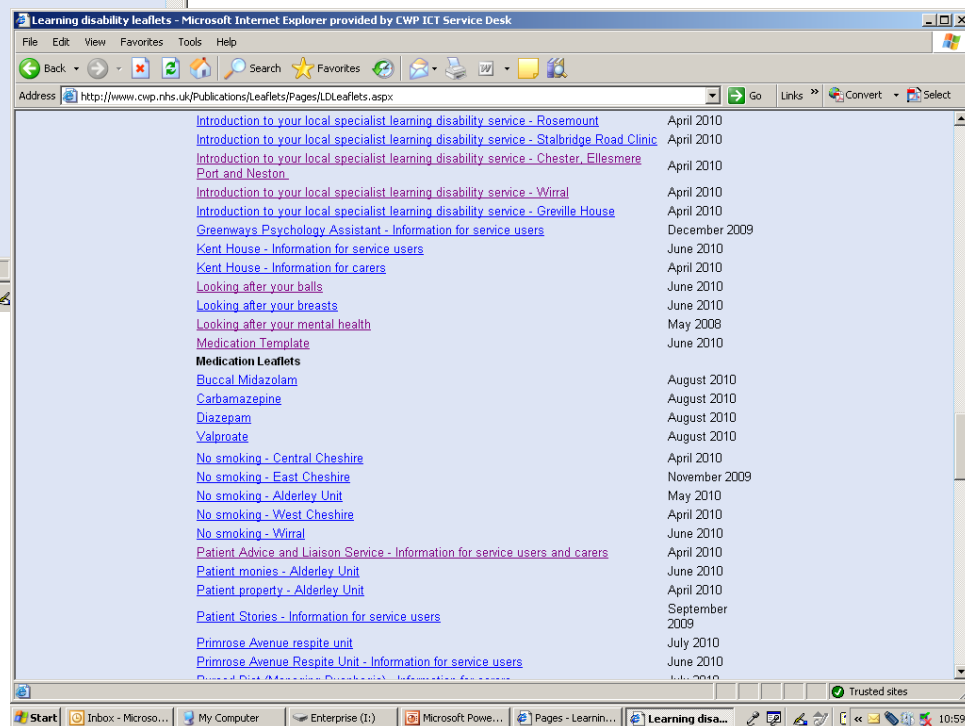 Learning disability leaflets - Microsoft Internet Explorer provided by CWP ICT Service Desk
File Edit View Favorites Tools Help
Back Search Favorites
Address http://www.cwp.nhs.uk/Publications/Leaflets/Pages/LDLeaflets.aspx Go Links » Convert Select
Introduction to your local specialist learning disability service - Rosemount April 2010
Introduction to your local specialist learning disability service - Stalbridge Road Clinic April 2010
Introduction to your local specialist learning disability service - Chester, Ellesmere
Port and Neston April 2010
Introduction to your local specialist learning disability service - Wirral April 2010
Introduction to your local specialist learning disability service - Greville House April 2010
Greenways Psychology Assistant - Information for service users December 2009
Kent House - Information for service users June 2010
Kent House - Information for carers April 2010
Looking after your balls June 2010
Looking after your breasts June 2010
Looking after your mental health May 2008
Medication Template June 2010
Medication Leaflets
Buccal Midazolam August 2010
Carbamazepine August 2010
Diazepam August 2010
Valproate August 2010
No smoking - Central Cheshire April 2010
No smoking - East Cheshire November 2009
No smoking - Alderley Unit May 2010
No smoking - West Cheshire April 2010
No smoking - Wirral June 2010
Patient Advice and Liaison Service - Information for service users and carers April 2010
Patient monies - Alderley Unit June 2010
Patient property - Alderley Unit April 2010
Patient Stories - Information for service users September
2009
Primrose Avenue respite unit July 2010
Primrose Avenue Respite Unit - Information for service users June 2010
Trusted sites
Start Inbox - Microso... My Computer Enterprise (I:) Microsoft Powe... Pages - Learnin... Learning disa... « 10:59